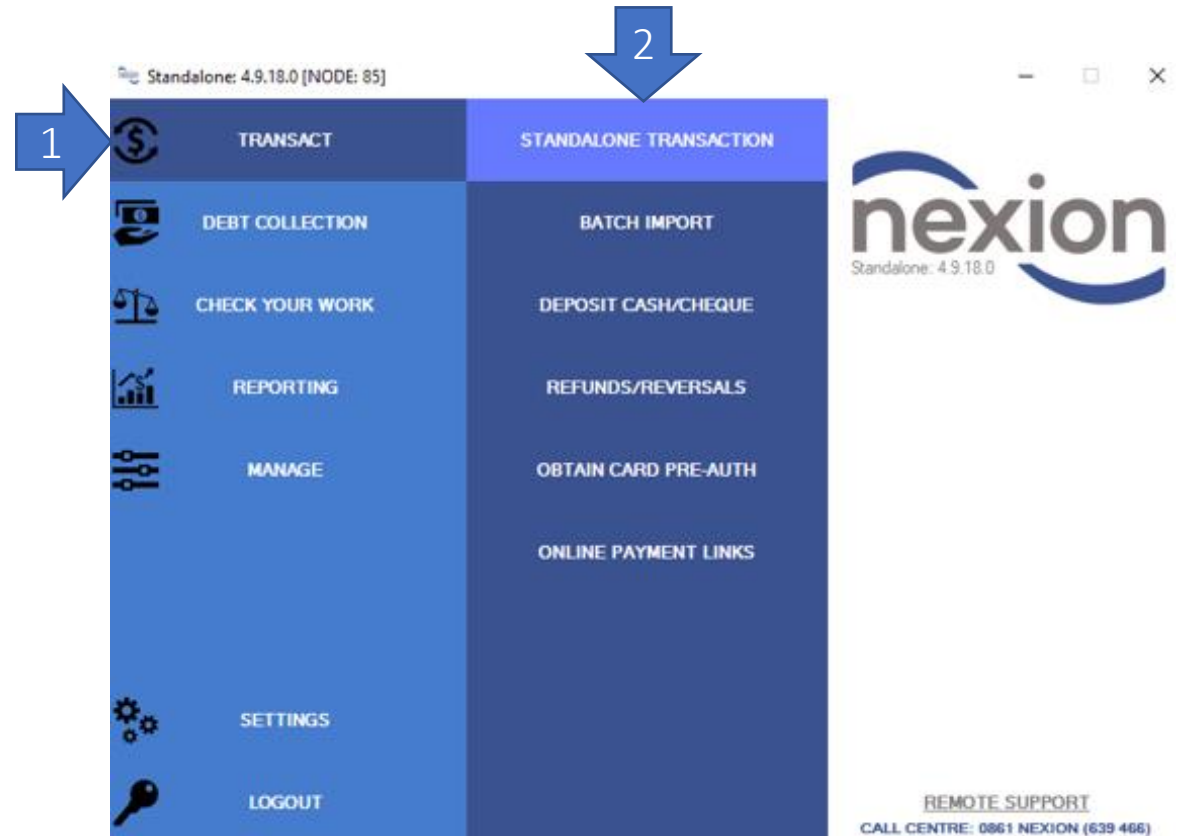 2
Standalone: 4.9.18.0 [NODE: 85]
1
TRANSACT
STANDALONE TRANSACTION
DEBT COLLECTION
BATCH IMPORT
nexion
Standalone: 4.9.18.0
CHECK YOUR WORK
DEPOSIT CASH/CHEQUE
REPORTING
REFUNDS/REVERSALS
MANAGE
OBTAIN CARD PRE-AUTH
ONLINE PAYMENT LINKS
SETTINGS
LOGOUT
REMOTE SUPPORT
CALL CENTRE: 0861 NEXION (639 466)